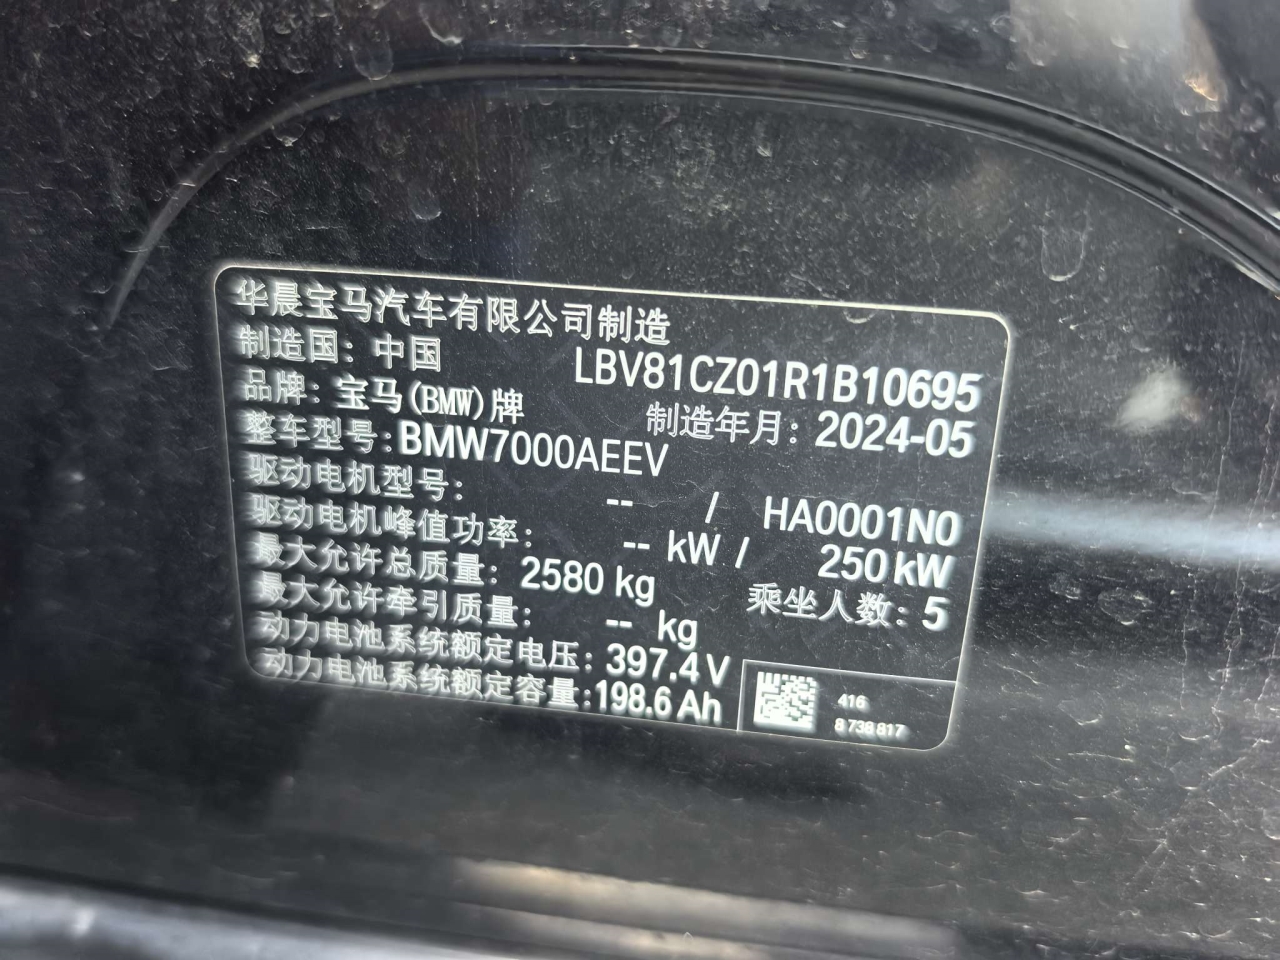 华晨宝马汽车有限公司制造
制造国：中国 LBV81CZ01R1B10695
品牌：宝马(BMW)牌 制造年月：2024-05
整车型号：BMW7000AEEV
驱动电机型号： -- / HA0001N0
驱动电机峰值功率： -- kW / 250 kW
最大允许总质量：2580 kg 乘坐人数：5
最大允许牵引质量： -- kg
动力电池系统额定电压：397.4 V
动力电池系统额定容量：198.6 Ah
416
8 738 817